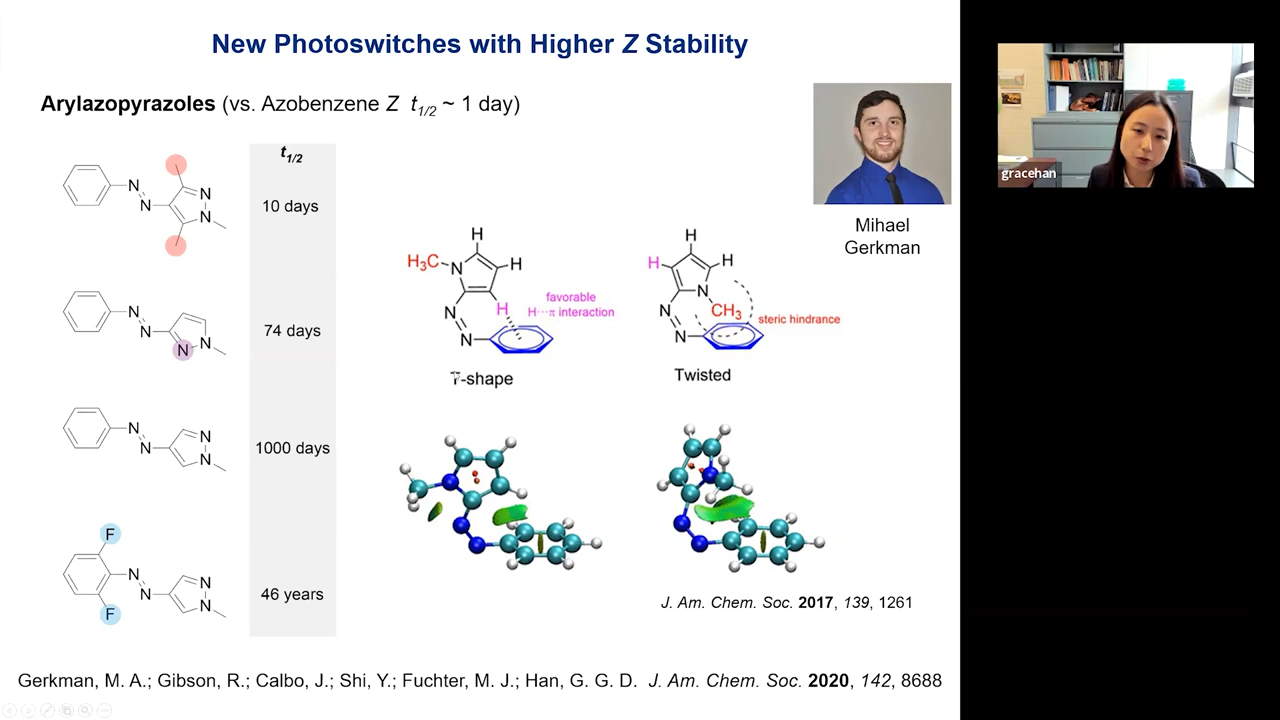 New Photoswitches with Higher Z Stability
Arylazopyrazoles (vs. Azobenzene Z t1/2 ~ 1 day)
t1/2
N
N
N
N
10 days
N
N
N
N
74 days
N
N
N
N
1000 days
F
N
N
N
N
F
46 years
H
H3C
N
H
H
N
N
favorable
H···π interaction
T-shape
H
H
H
N
N
CH3
N
steric hindrance
Twisted
Mihael
Gerkman
gracehan
J. Am. Chem. Soc. 2017, 139, 1261
Gerkman, M. A.; Gibson, R.; Calbo, J.; Shi, Y.; Fuchter, M. J.; Han, G. G. D. J. Am. Chem. Soc. 2020, 142, 8688